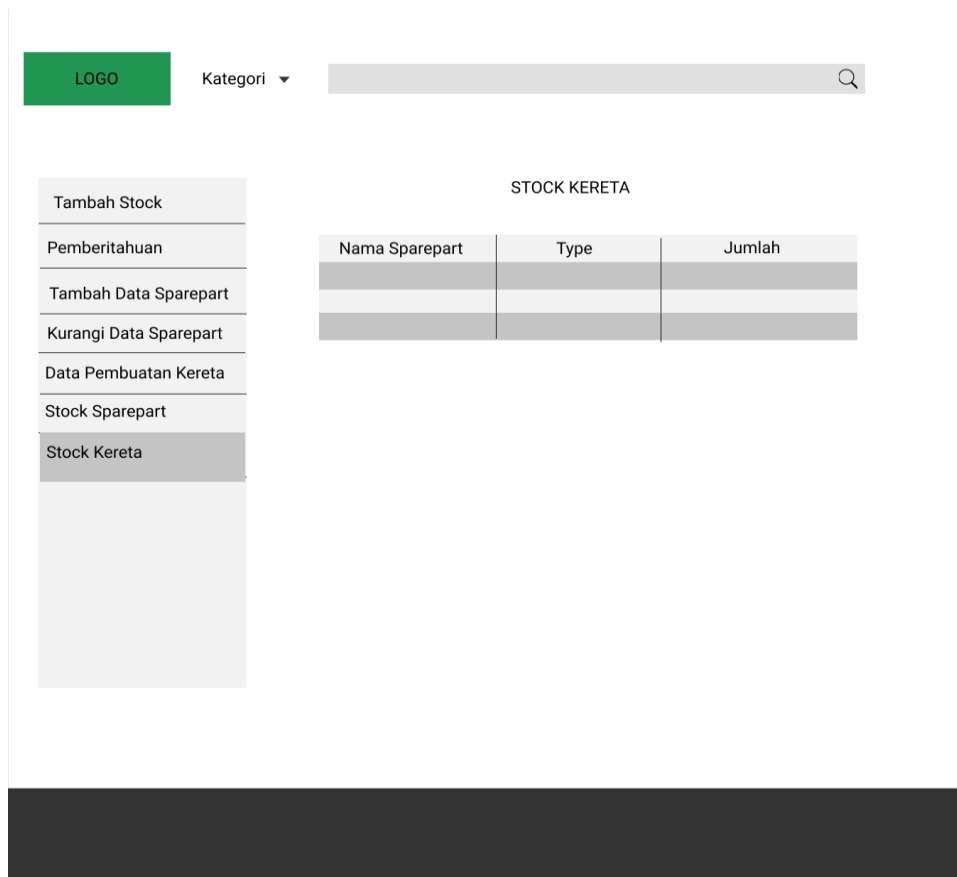 LOGO
Kategori
STOCK KERETA
Tambah Stock
Pemberitahuan
Tambah Data Sparepart
Kurangi Data Sparepart
Data Pembuatan Kereta
Stock Sparepart
Stock Kereta
Nama Sparepart Type Jumlah